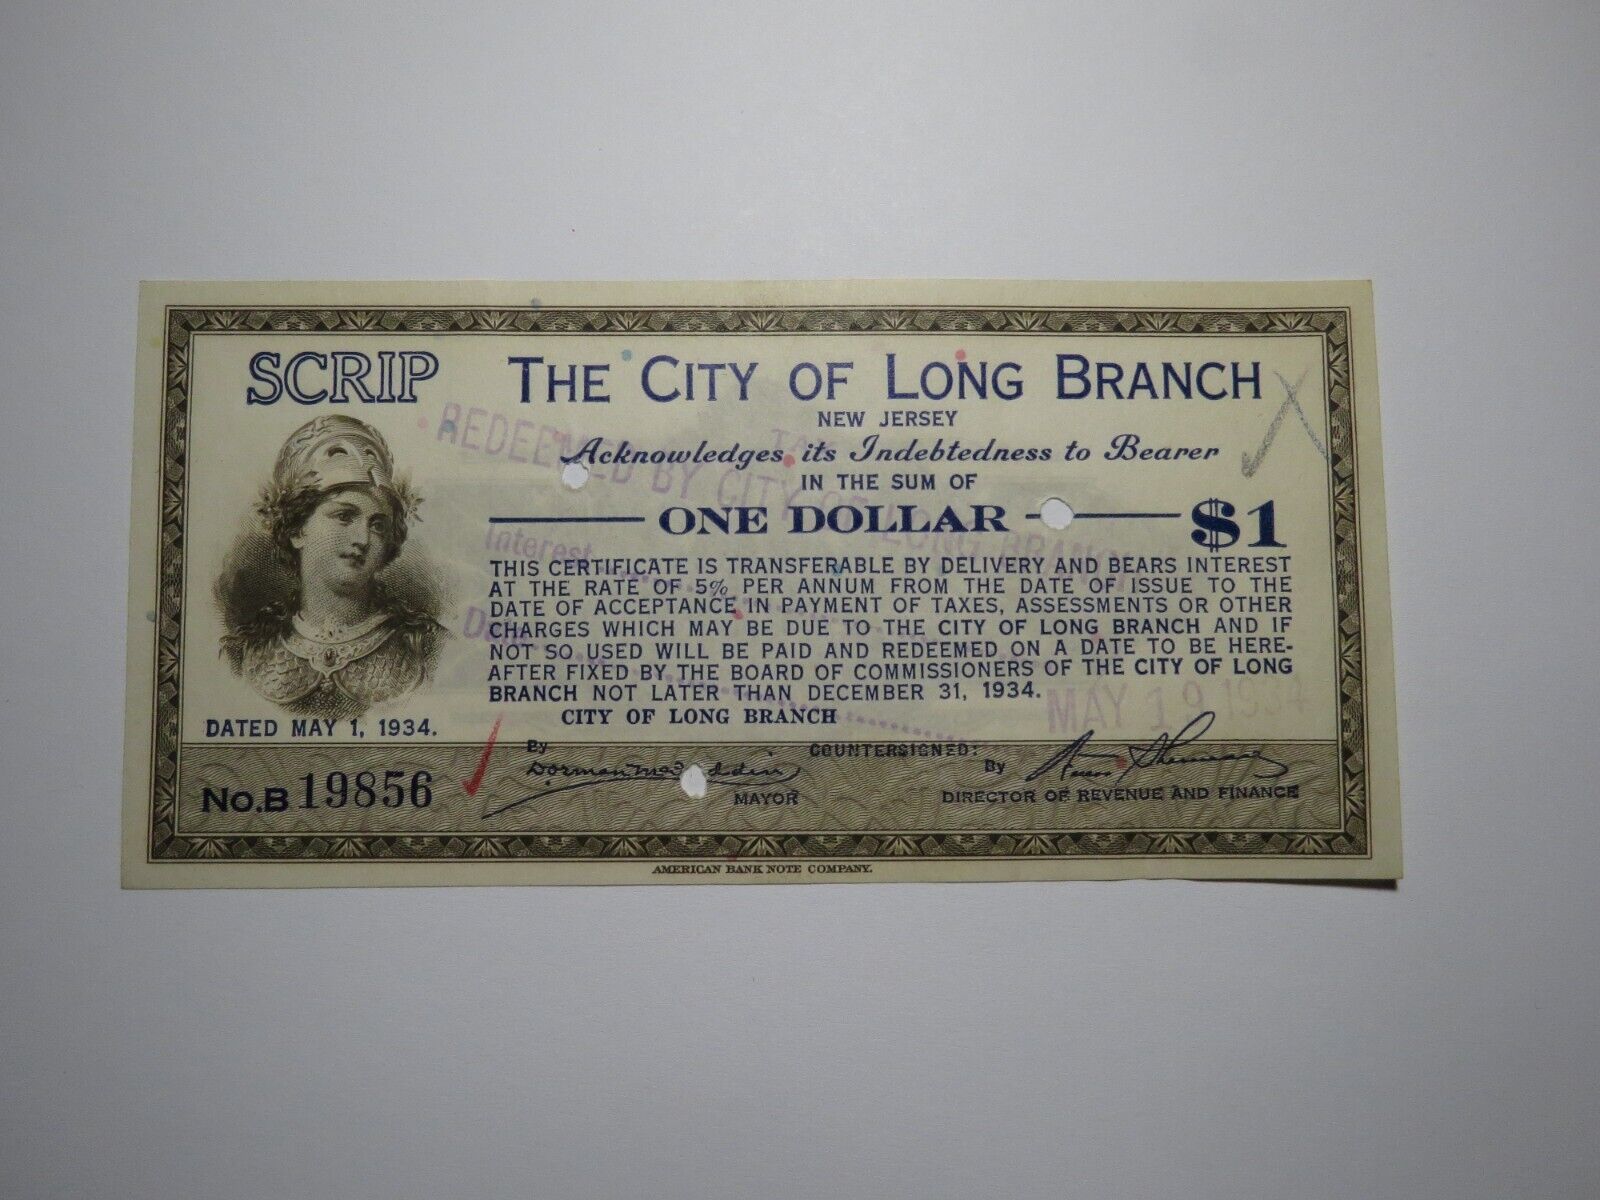 SCRIP
THE CITY OF LONG BRANCH
NEW JERSEY
Acknowledges its Indebtedness to Bearer
IN THE SUM OF
ONE DOLLAR $1
REDEEMED BY CITY OF LONG BRANCH
TAX
Interest
Date
THIS CERTIFICATE IS TRANSFERABLE BY DELIVERY AND BEARS INTEREST
AT THE RATE OF 5% PER ANNUM FROM THE DATE OF ISSUE TO THE
DATE OF ACCEPTANCE IN PAYMENT OF TAXES, ASSESSMENTS OR OTHER
CHARGES WHICH MAY BE DUE TO THE CITY OF LONG BRANCH AND IF
NOT SO USED WILL BE PAID AND REDEEMED ON A DATE TO BE HERE-
AFTER FIXED BY THE BOARD OF COMMISSIONERS OF THE CITY OF LONG
BRANCH NOT LATER THAN DECEMBER 31, 1934.
MAY 19 1934
DATED MAY 1, 1934.
CITY OF LONG BRANCH
By
MAYOR
COUNTERSIGNED:
By
DIRECTOR OF REVENUE AND FINANCE
No.B 19856
AMERICAN BANK NOTE COMPANY.